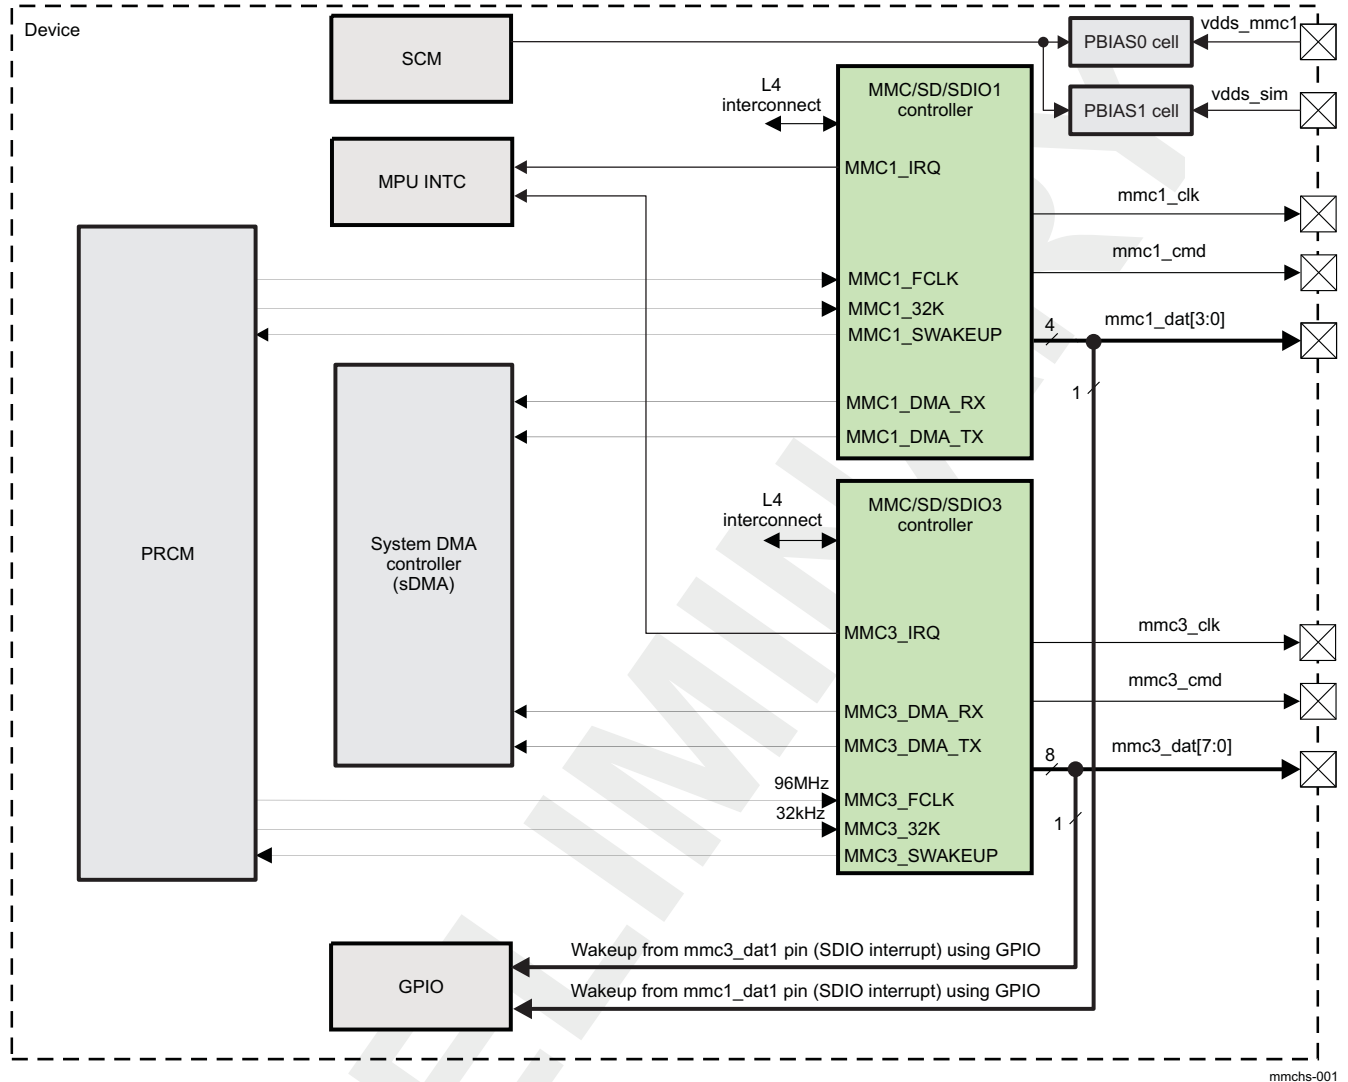 Device
SCM
PBIAS0 cell
vdds_mmc1
PBIAS1 cell
vdds_sim
L4
interconnect
MMC/SD/SDIO1
controller
MPU INTC
MMC1_IRQ
mmc1_clk
mmc1_cmd
MMC1_FCLK
MMC1_32K
MMC1_SWAKEUP
4
mmc1_dat[3:0]
1
MMC1_DMA_RX
MMC1_DMA_TX
L4
interconnect
MMC/SD/SDIO3
controller
PRCM
System DMA
controller
(sDMA)
MMC3_IRQ
mmc3_clk
mmc3_cmd
MMC3_DMA_RX
MMC3_DMA_TX
8
mmc3_dat[7:0]
96MHz
MMC3_FCLK
32kHz
MMC3_32K
1
MMC3_SWAKEUP
GPIO
Wakeup from mmc3_dat1 pin (SDIO interrupt) using GPIO
Wakeup from mmc1_dat1 pin (SDIO interrupt) using GPIO
mmchs-001